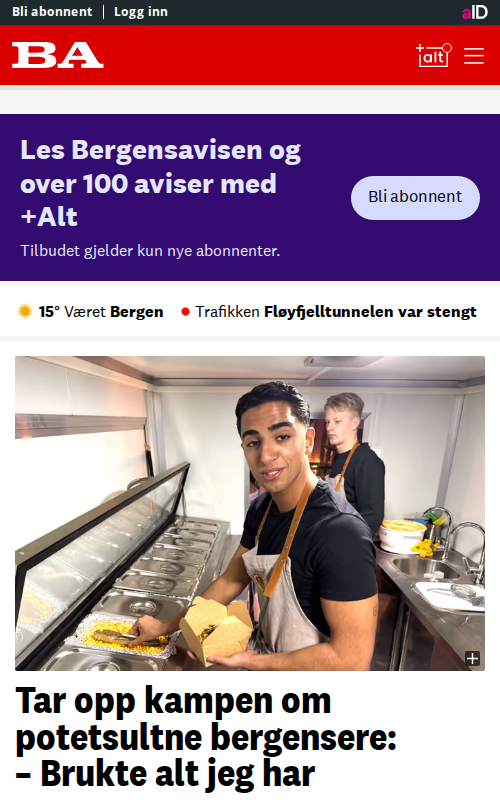 Bli abonnent | Logg inn
aID
BA
+alt
Les Bergensavisen og
over 100 aviser med
+Alt
Tilbudet gjelder kun nye abonnenter.
Bli abonnent
15° Været Bergen
Trafikken Fløyfjelltunnelen var stengt
Tar opp kampen om
potetsultne bergensere:
– Brukte alt jeg har